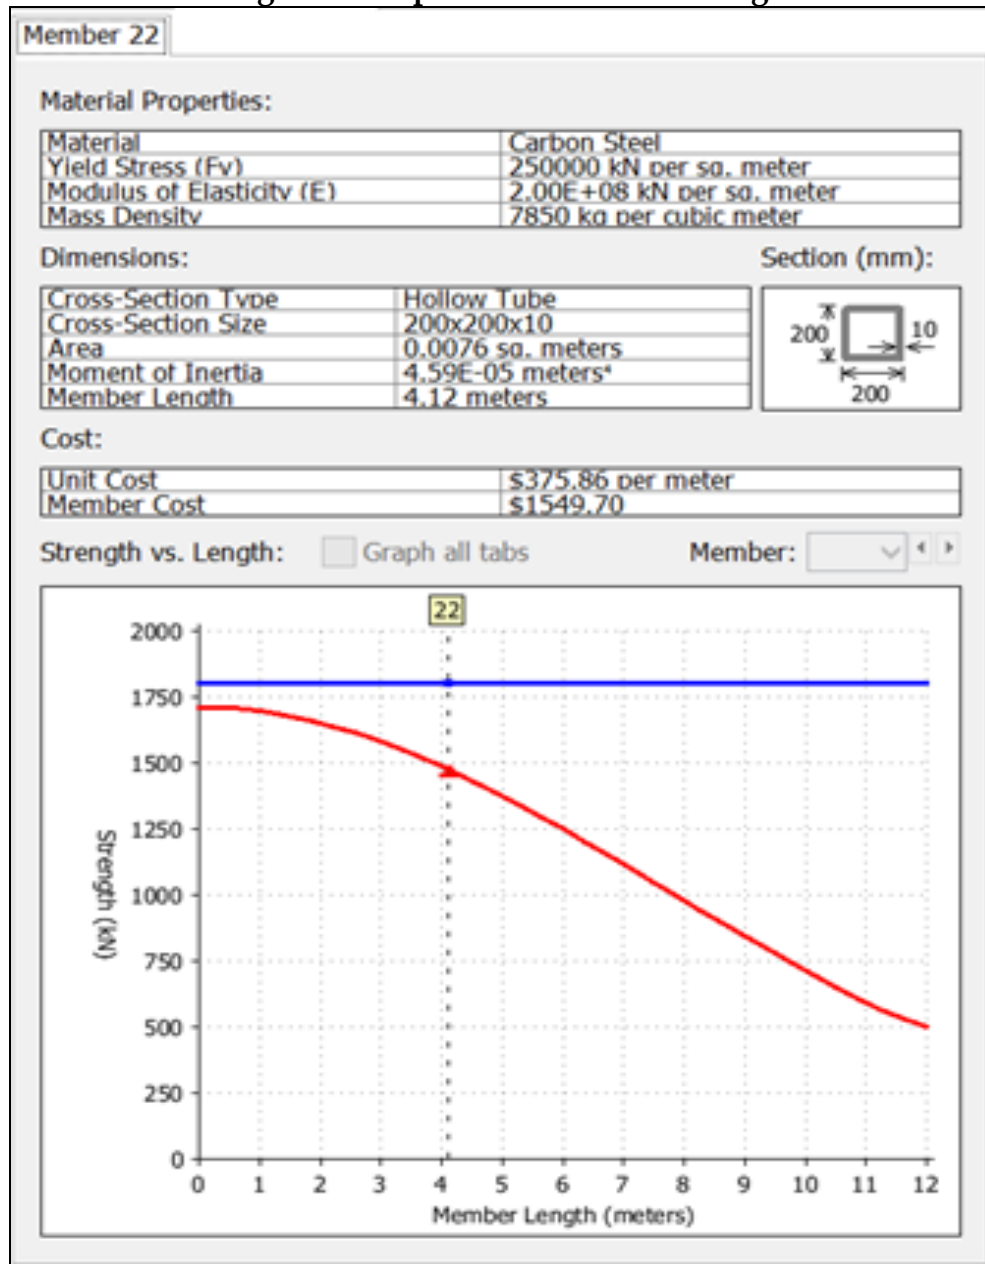 Member 22
Material Properties:
Material Carbon Steel
Yield Stress (Fy) 250000 kN per sq. meter
Modulus of Elasticity (E) 2.00E+08 kN per sq. meter
Mass Density 7850 kg per cubic meter
Dimensions: Section (mm):
Cross-Section Type Hollow Tube
Cross-Section Size 200x200x10
Area 0.0076 sq. meters
Moment of Inertia 4.59E-05 meters⁴
Member Length 4.12 meters
200 10
200
Cost:
Unit Cost $375.86 per meter
Member Cost $1549.70
Strength vs. Length: Graph all tabs Member:
22
2000
1750
1500
1250
1000
750
500
250
0
Strength (kN)
0 1 2 3 4 5 6 7 8 9 10 11 12
Member Length (meters)